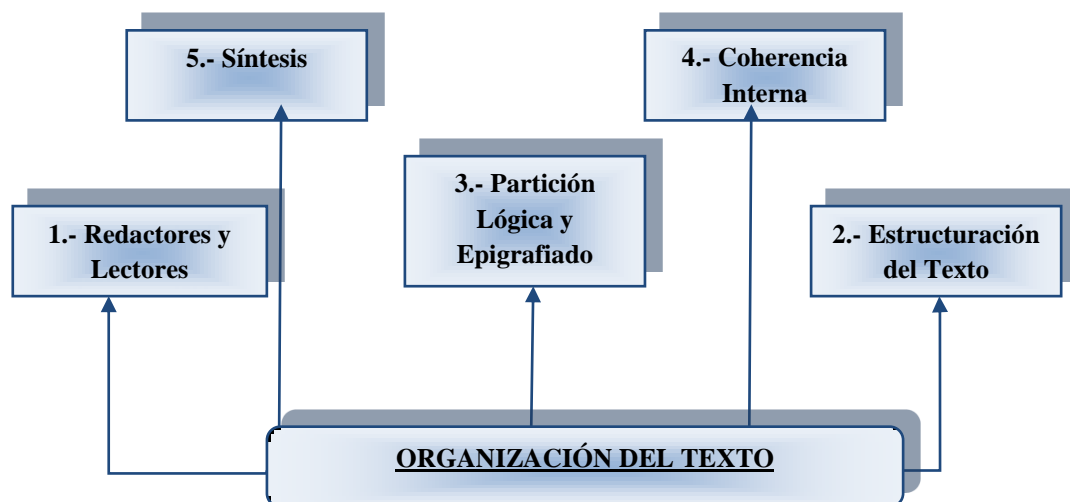 5.- Síntesis
4.- Coherencia
Interna
3.- Partición
Lógica y
Epigrafiado
1.- Redactores y
Lectores
2.- Estructuración
del Texto
ORGANIZACIÓN DEL TEXTO